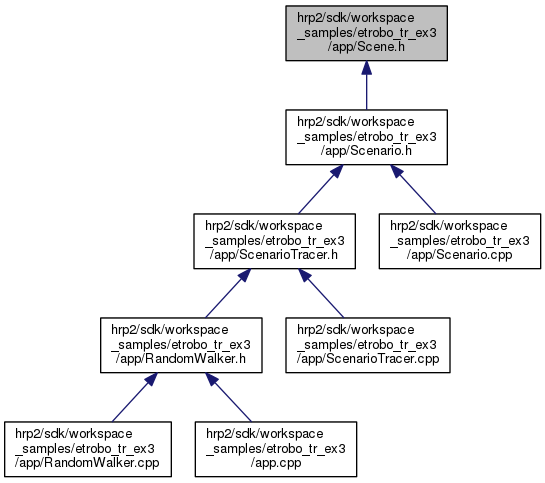 hrp2/sdk/workspace
_samples/etrobo_tr_ex3
/app/Scene.h
hrp2/sdk/workspace
_samples/etrobo_tr_ex3
/app/Scenario.h
hrp2/sdk/workspace
_samples/etrobo_tr_ex3
/app/ScenarioTracer.h
hrp2/sdk/workspace
_samples/etrobo_tr_ex3
/app/Scenario.cpp
hrp2/sdk/workspace
_samples/etrobo_tr_ex3
/app/RandomWalker.h
hrp2/sdk/workspace
_samples/etrobo_tr_ex3
/app/ScenarioTracer.cpp
hrp2/sdk/workspace
_samples/etrobo_tr_ex3
/app/RandomWalker.cpp
hrp2/sdk/workspace
_samples/etrobo_tr_ex3
/app.cpp